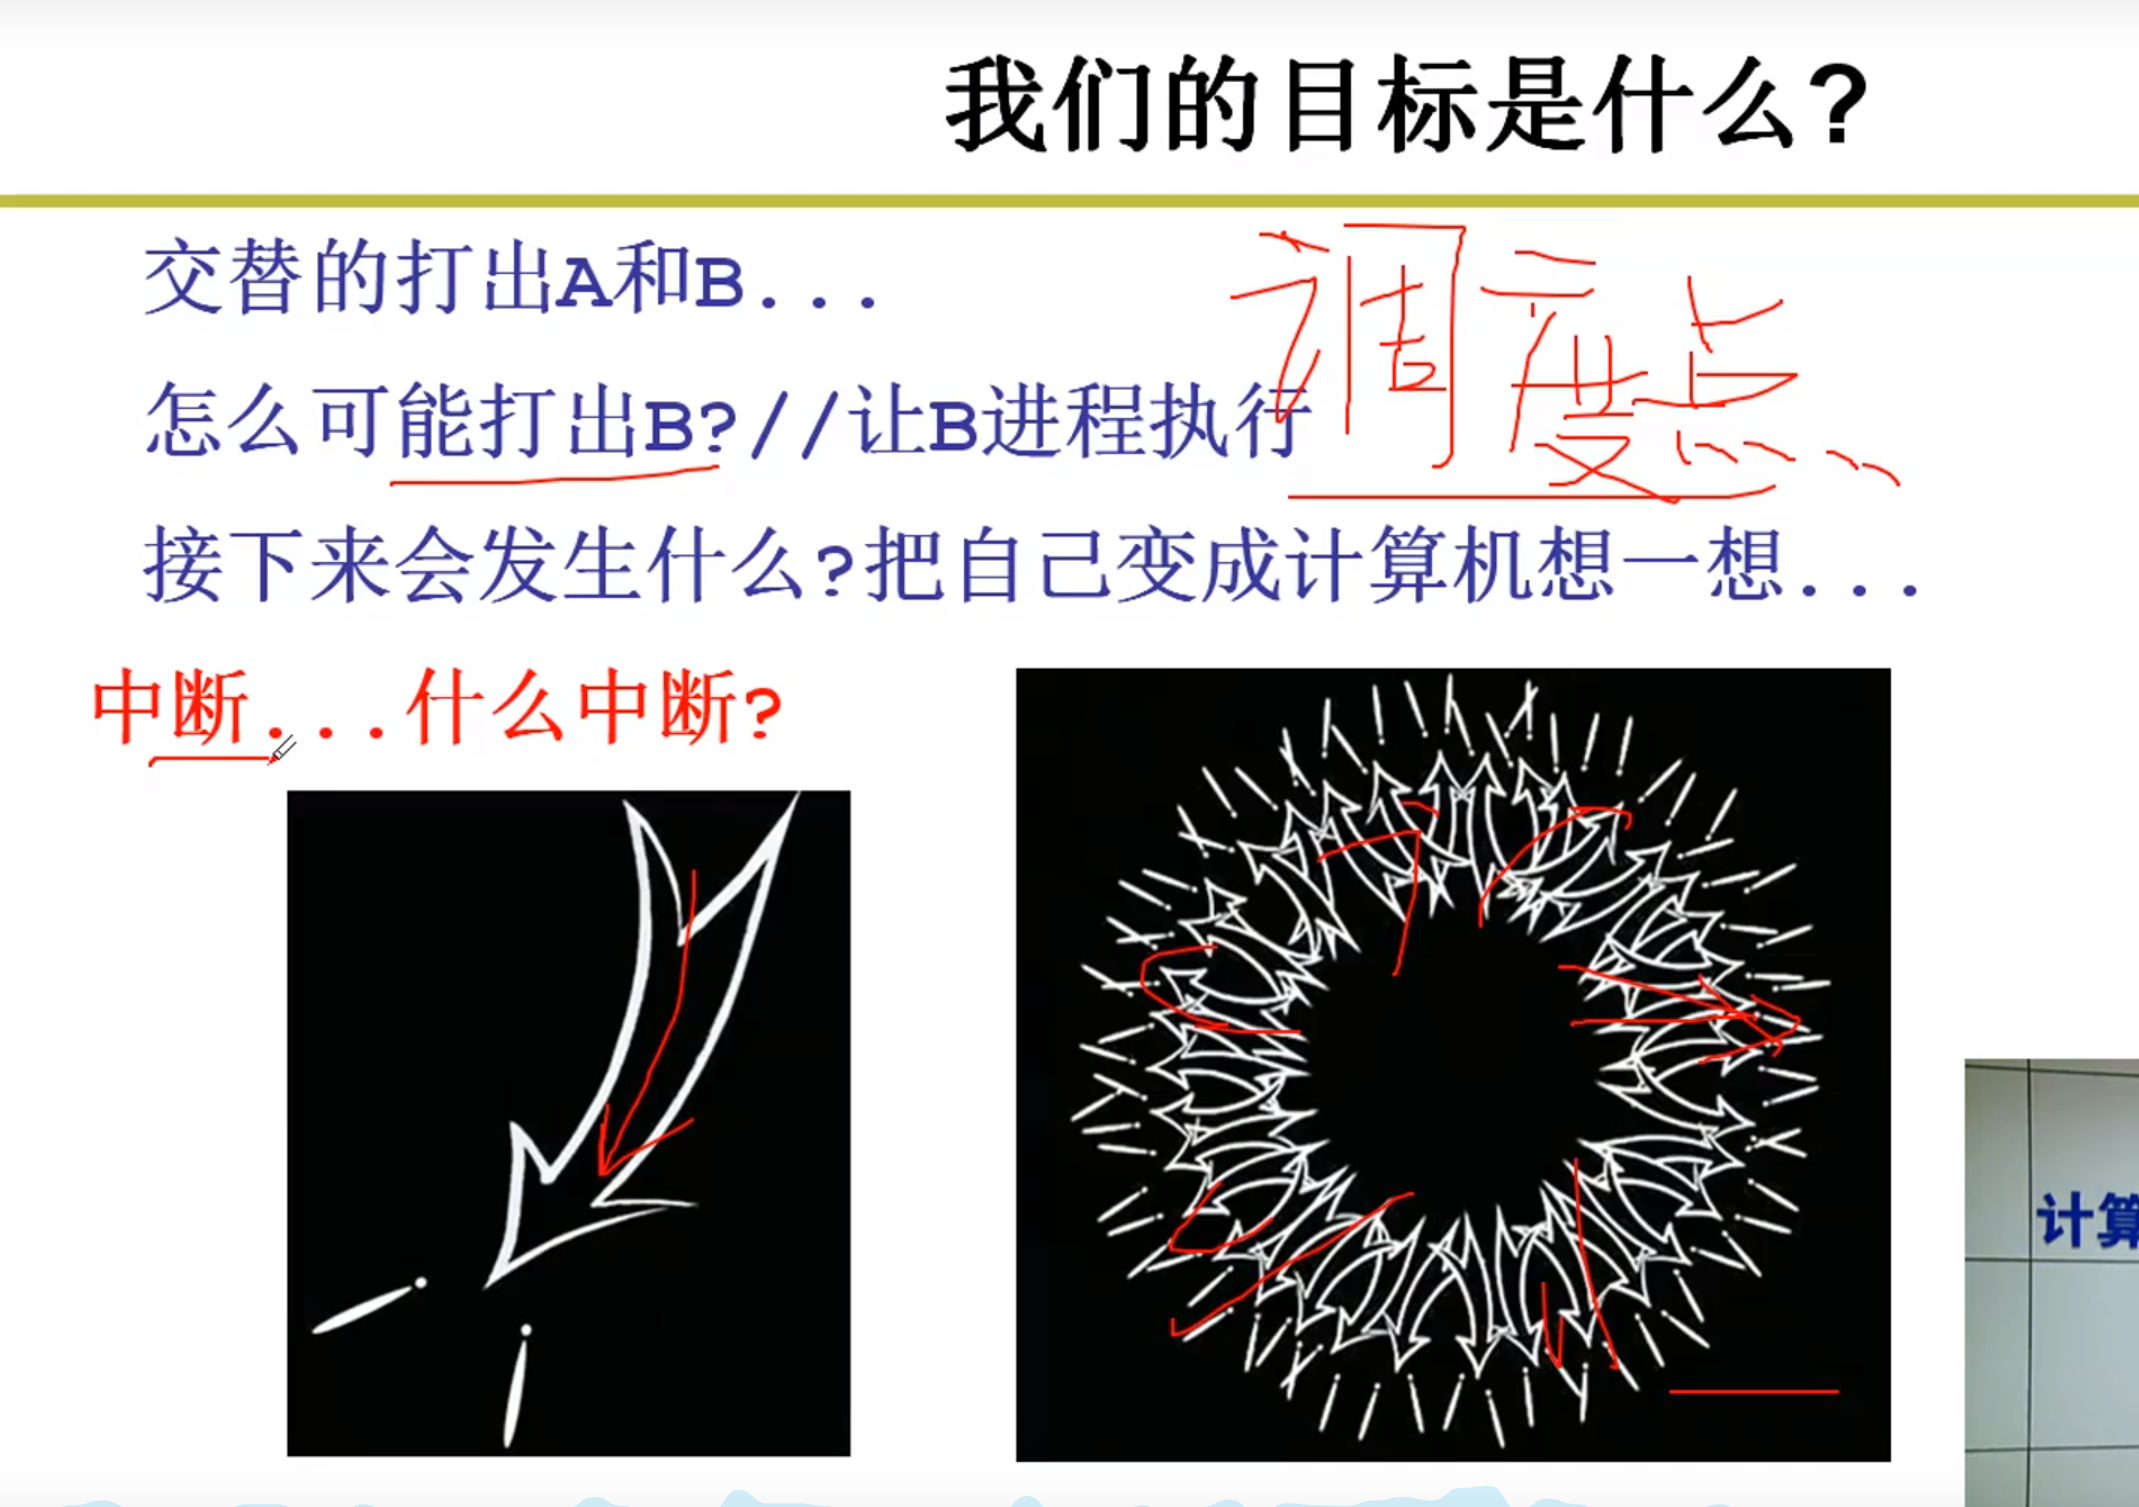 我们的目标是什么?
交替的打出A和B...
调度点
怎么可能打出B?//让B进程执行
接下来会发生什么?把自己变成计算机想一想...
中断...什么中断?
计算